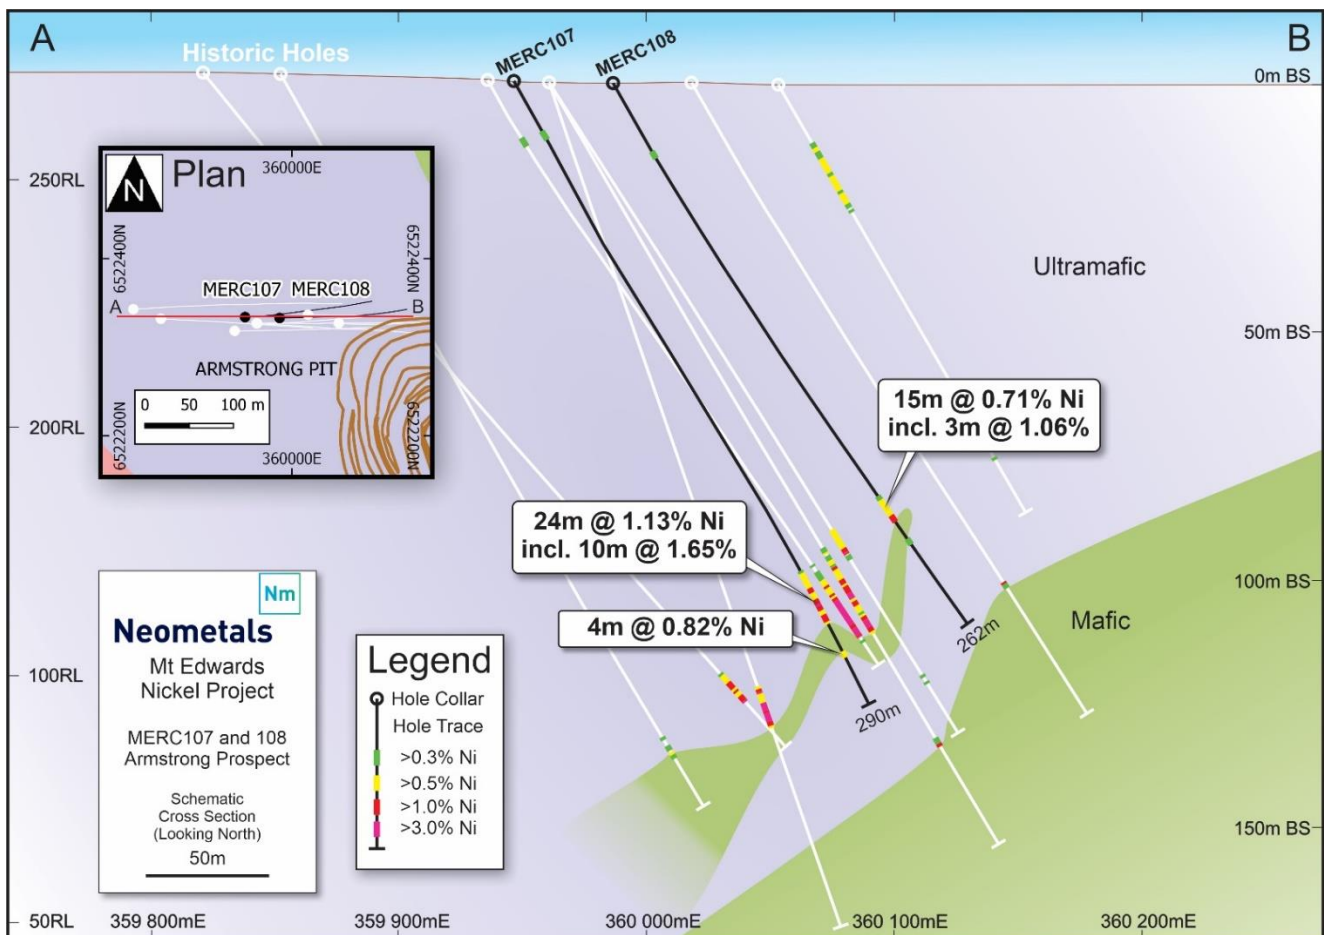 A
B
Historic Holes
MERC107
MERC108
0m BS
250RL
50m BS
200RL
100m BS
100RL
150m BS
50RL
N
Plan
360000E
6522400N
6522400N
MERC107
MERC108
A
B
ARMSTRONG PIT
0 50 100 m
6522200N
6522200N
360000E
Ultramafic
15m @ 0.71% Ni
incl. 3m @ 1.06%
24m @ 1.13% Ni
incl. 10m @ 1.65%
4m @ 0.82% Ni
Mafic
262m
290m
Nm
Neometals
Mt Edwards
Nickel Project
MERC107 and 108
Armstrong Prospect
Schematic
Cross Section
(Looking North)
50m
Legend
Hole Collar
Hole Trace
>0.3% Ni
>0.5% Ni
>1.0% Ni
>3.0% Ni
359 800mE
359 900mE
360 000mE
360 100mE
360 200mE